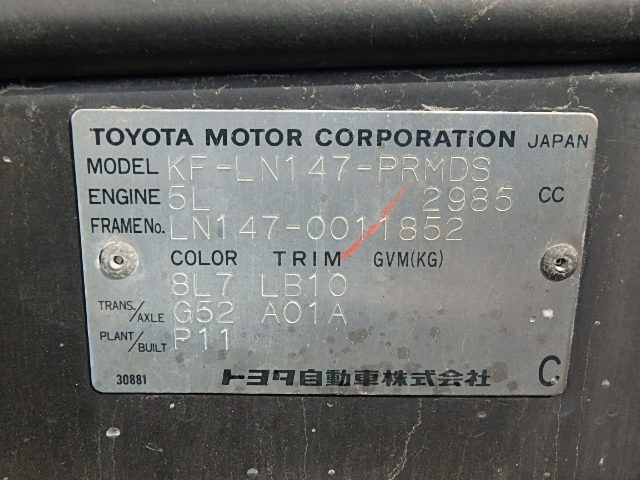 TOYOTA MOTOR CORPORATION JAPAN
MODEL KF-LN147-PRMDS
ENGINE 5L 2985 CC
FRAME No. LN147-0011852
COLOR TRIM GVM(KG)
8L7 LB10
TRANS./AXLE G52 A01A
PLANT/BUILT P11
30881 トヨタ自動車株式会社 C